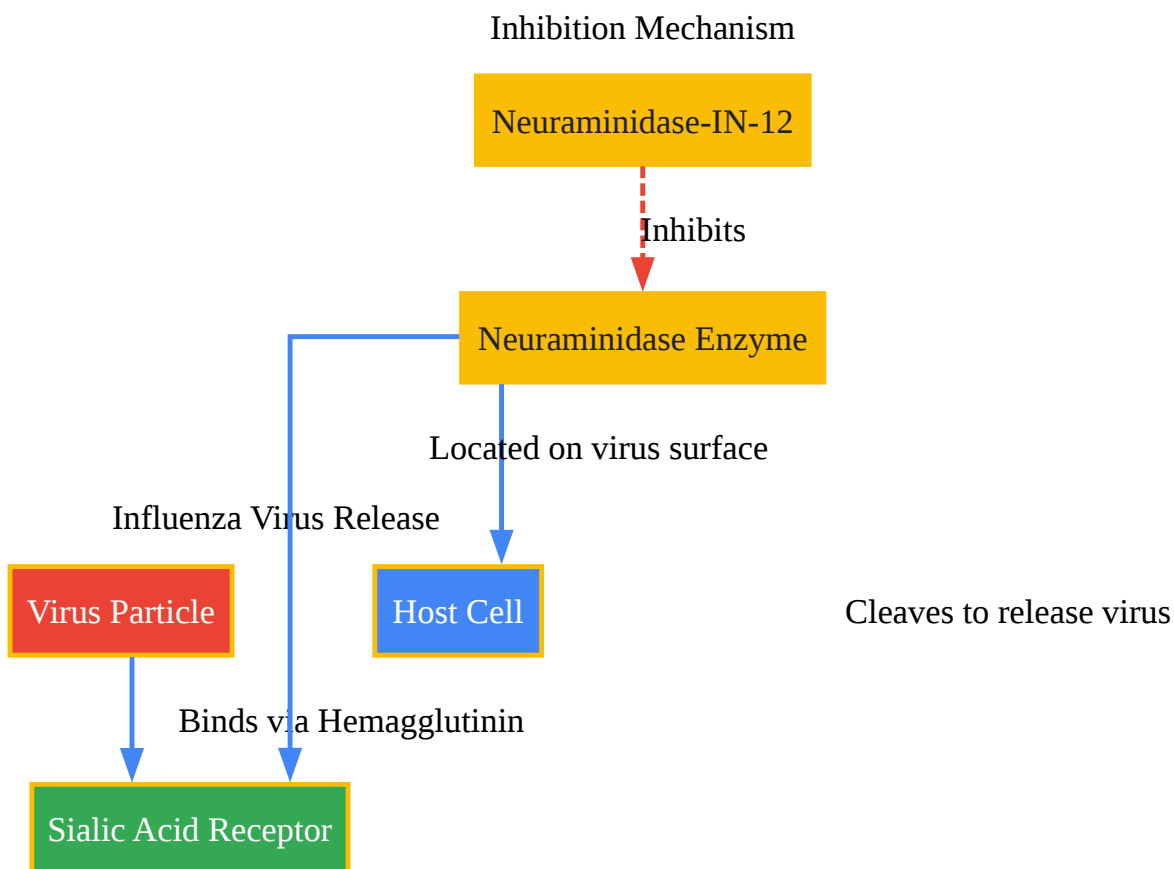 Inhibition Mechanism
Neuraminidase-IN-12
Inhibits
Neuraminidase Enzyme
Located on virus surface
Influenza Virus Release
Virus Particle
Host Cell
Cleaves to release virus
Binds via Hemagglutinin
Sialic Acid Receptor